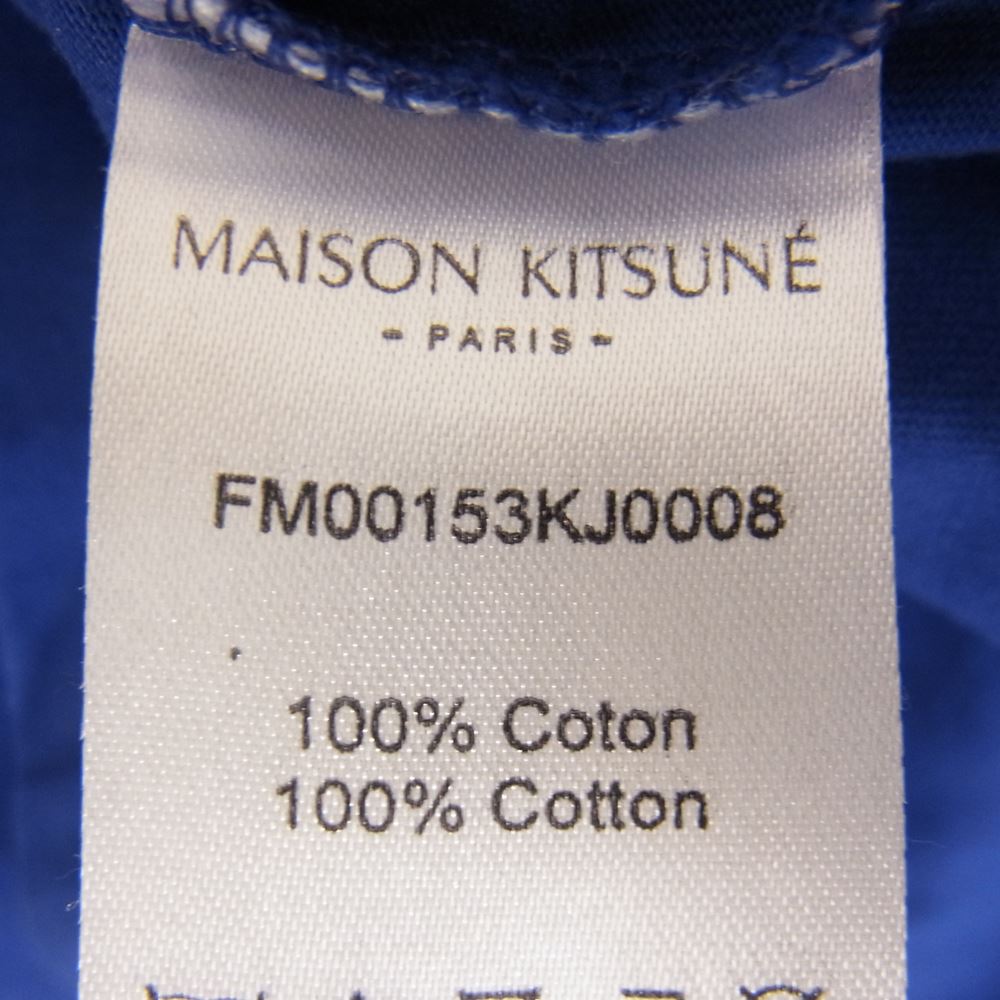 MAISON KITSUNÉ
- PARIS -
FM00153KJ0008
100% Coton
100% Cotton